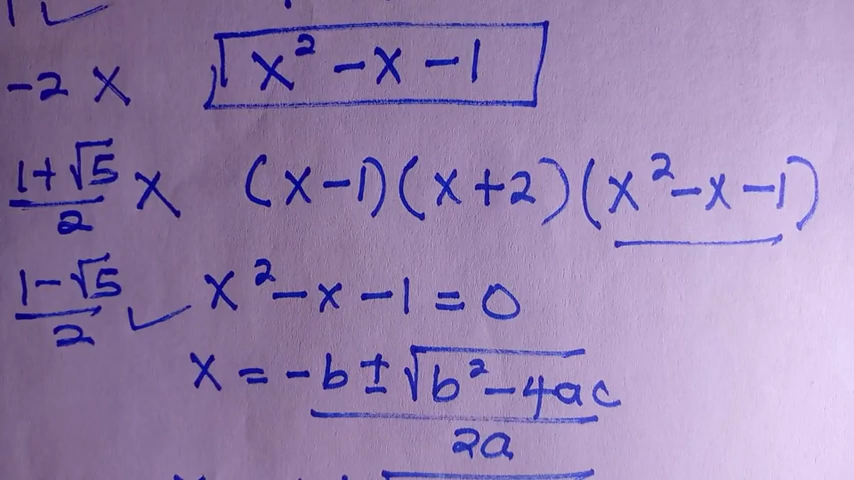 1 ✓
-2 x √x² - x - 1
(1+√5)/2 x (x-1)(x+2)(x²-x-1)
(1-√5)/2 ✓ x² - x - 1 = 0
x = (-b ± √(b² - 4ac))/2a